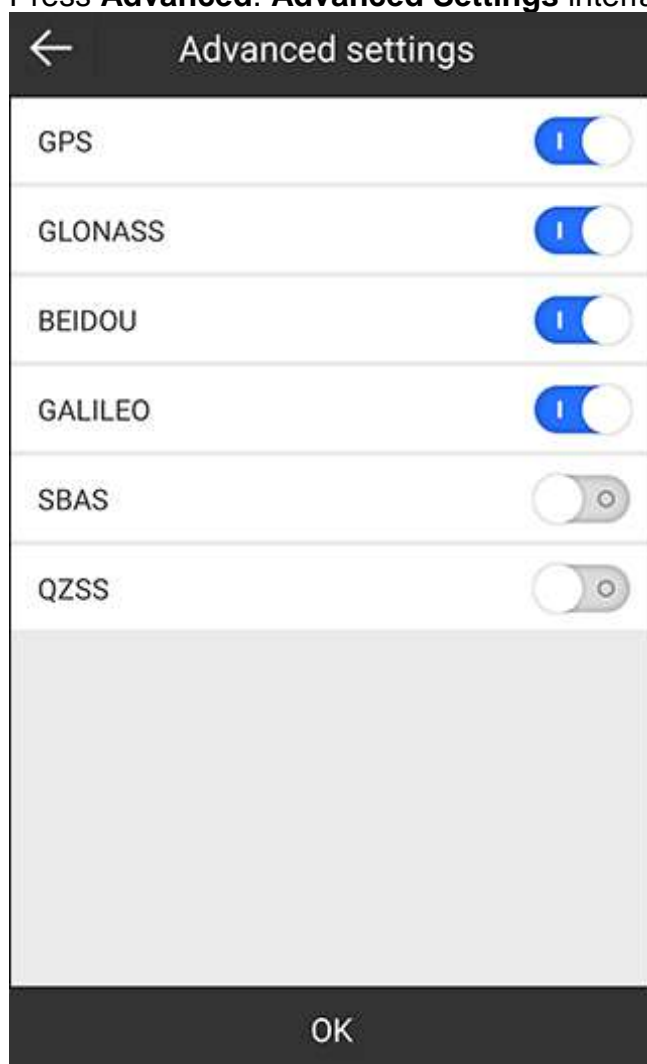 Press Advanced. Advanced Settings
Advanced settings
GPS
GLONASS
BEIDOU
GALILEO
SBAS
QZSS
OK